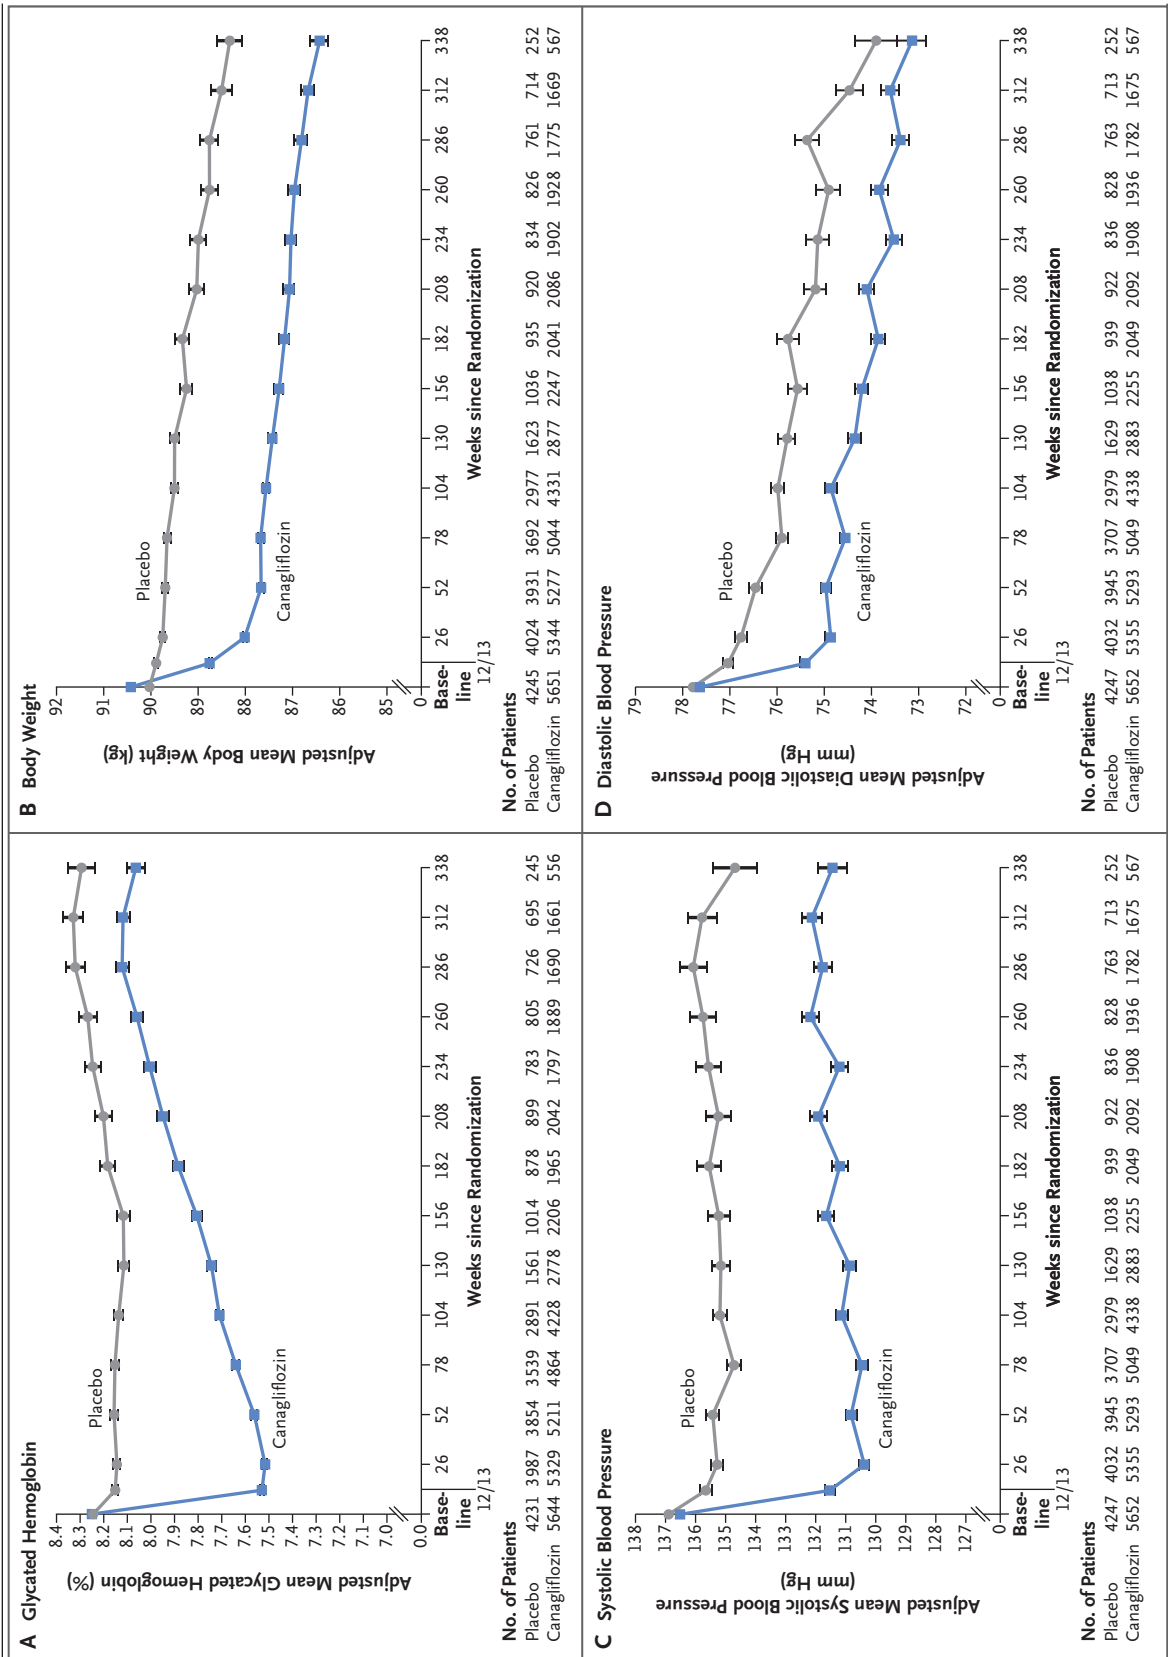 A Glycated Hemoglobin
Adjusted Mean Glycated Hemoglobin (%)
8.4
8.3
8.2
8.1
8.0
7.9
7.8
7.7
7.6
7.5
7.4
7.3
7.2
7.1
7.0
0.0
Placebo
Canagliflozin
Base-line 12/13 26 52 78 104 130 156 182 208 234 260 286 312 338
Weeks since Randomization
No. of Patients
Placebo 4231 3987 3854 3539 2891 1561 1014 878 899 783 805 726 695 245
Canagliflozin 5644 5329 5211 4864 4228 2778 2206 1965 2042 1797 1889 1690 1661 556
B Body Weight
Adjusted Mean Body Weight (kg)
92
91
90
89
88
87
86
85
0
Placebo
Canagliflozin
Base-line 12/13 26 52 78 104 130 156 182 208 234 260 286 312 338
Weeks since Randomization
No. of Patients
Placebo 4245 4024 3931 3692 2977 1623 1036 935 920 834 826 761 714 252
Canagliflozin 5651 5344 5277 5044 4331 2877 2247 2041 2086 1902 1928 1775 1669 567
C Systolic Blood Pressure
Adjusted Mean Systolic Blood Pressure
(mm Hg)
138
137
136
135
134
133
132
131
130
129
128
127
0
Placebo
Canagliflozin
Base-line 12/13 26 52 78 104 130 156 182 208 234 260 286 312 338
Weeks since Randomization
No. of Patients
Placebo 4247 4032 3945 3707 2979 1629 1038 939 922 836 828 763 713 252
Canagliflozin 5652 5355 5293 5049 4338 2883 2255 2049 2092 1908 1936 1782 1675 567
D Diastolic Blood Pressure
Adjusted Mean Diastolic Blood Pressure
(mm Hg)
79
78
77
76
75
74
73
72
0
Placebo
Canagliflozin
Base-line 12/13 26 52 78 104 130 156 182 208 234 260 286 312 338
Weeks since Randomization
No. of Patients
Placebo 4247 4032 3945 3707 2979 1629 1038 939 922 836 828 763 713 252
Canagliflozin 5652 5355 5293 5049 4338 2883 2255 2049 2092 1908 1936 1782 1675 567